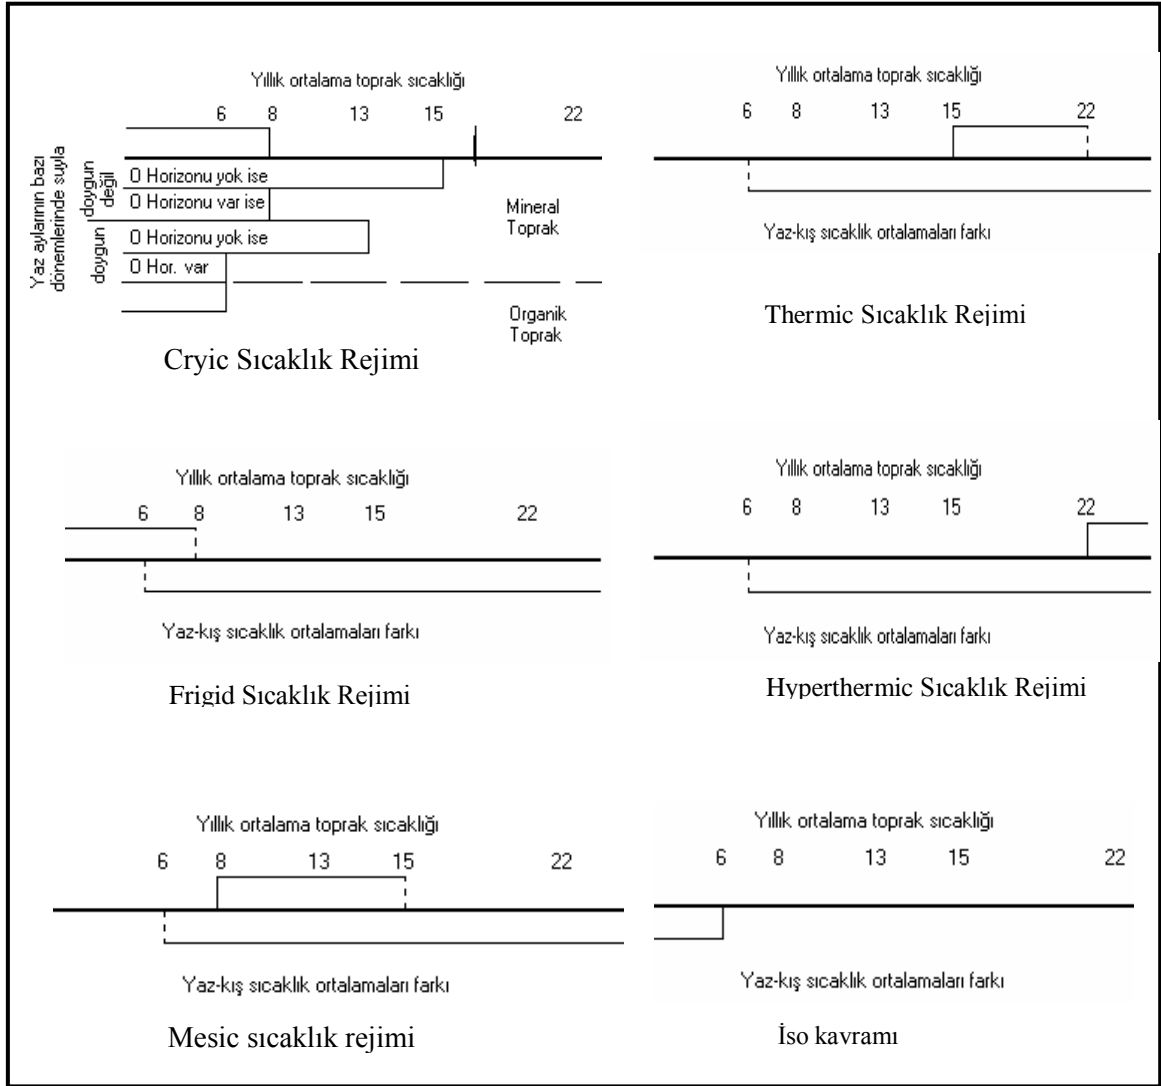 Yıllık ortalama toprak sıcaklığı
6 8 13 15 22
Yaz aylarının bazı
dönemlerinde suyla
doygun
değil
doygun
O Horizonu yok ise
O Horizonu var ise
O Horizonu yok ise
O Hor. var
Mineral
Toprak
Organik
Toprak
Cryic Sıcaklık Rejimi
Yıllık ortalama toprak sıcaklığı
6 8 13 15 22
Yaz-kış sıcaklık ortalamaları farkı
Thermic Sıcaklık Rejimi
Yıllık ortalama toprak sıcaklığı
6 8 13 15 22
Yaz-kış sıcaklık ortalamaları farkı
Frigid Sıcaklık Rejimi
Yıllık ortalama toprak sıcaklığı
6 8 13 15 22
Yaz-kış sıcaklık ortalamaları farkı
Hyperthermic Sıcaklık Rejimi
Yıllık ortalama toprak sıcaklığı
6 8 13 15 22
Yaz-kış sıcaklık ortalamaları farkı
Mesic sıcaklık rejimi
Yıllık ortalama toprak sıcaklığı
6 8 13 15 22
Yaz-kış sıcaklık ortalamaları farkı
İso kavramı